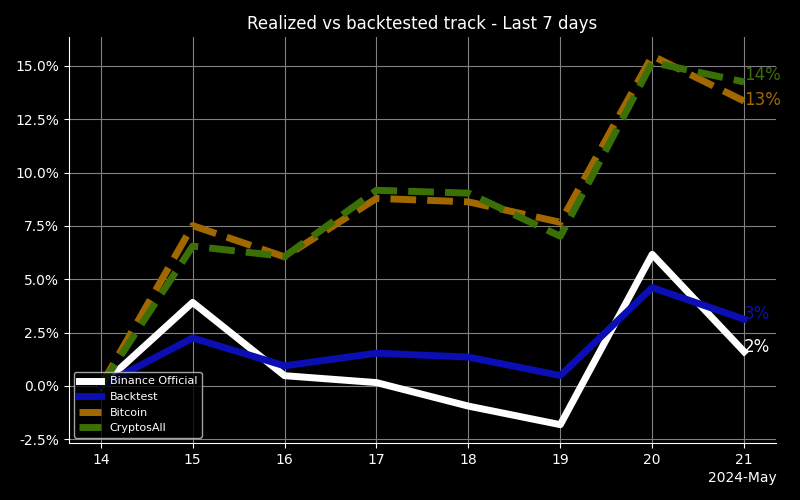 Realized vs backtested track - Last 7 days
15.0%
12.5%
10.0%
7.5%
5.0%
2.5%
0.0%
-2.5%
14%
13%
3%
2%
Binance Official
Backtest
Bitcoin
CryptosAll
14 15 16 17 18 19 20 21
2024-May